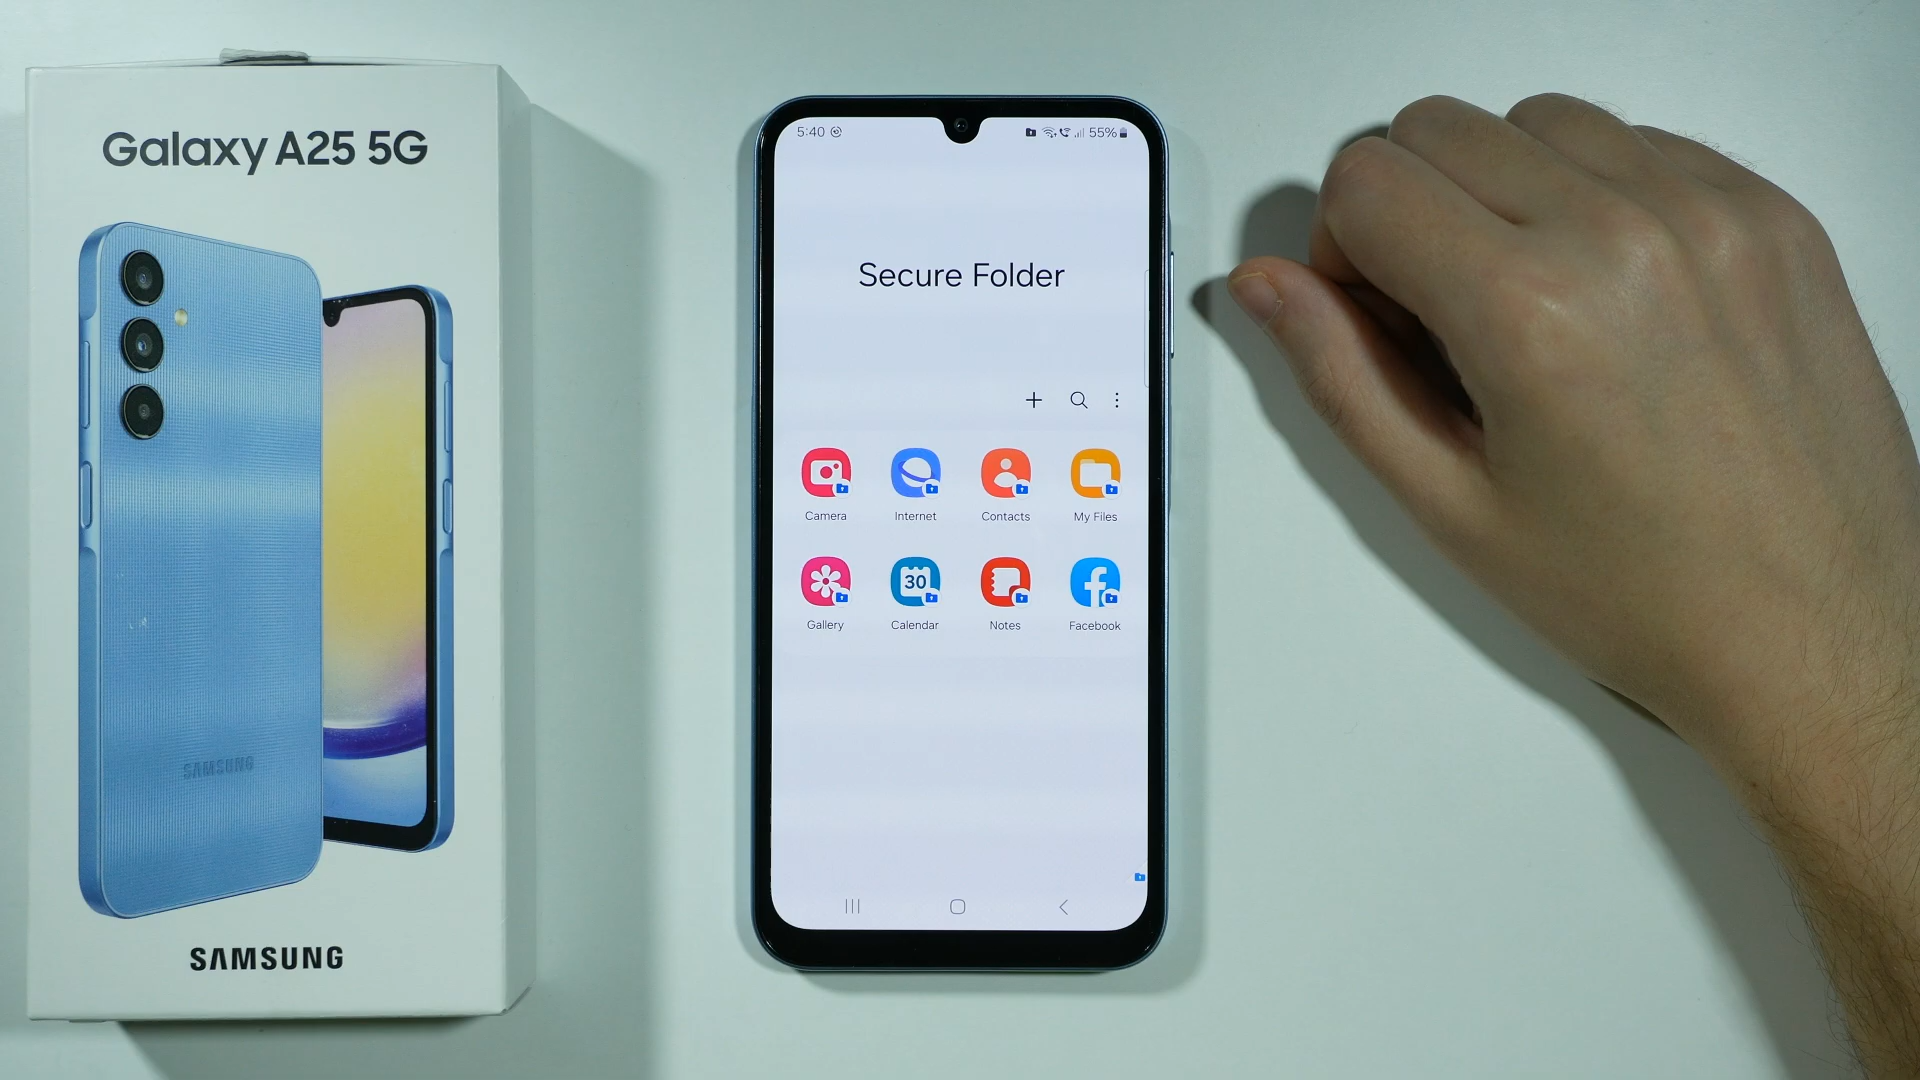 Galaxy A25 5G
SAMSUNG
SAMSUNG
5:40
55%
Secure Folder
Camera
Internet
Contacts
My Files
30
Gallery
Calendar
Notes
Facebook